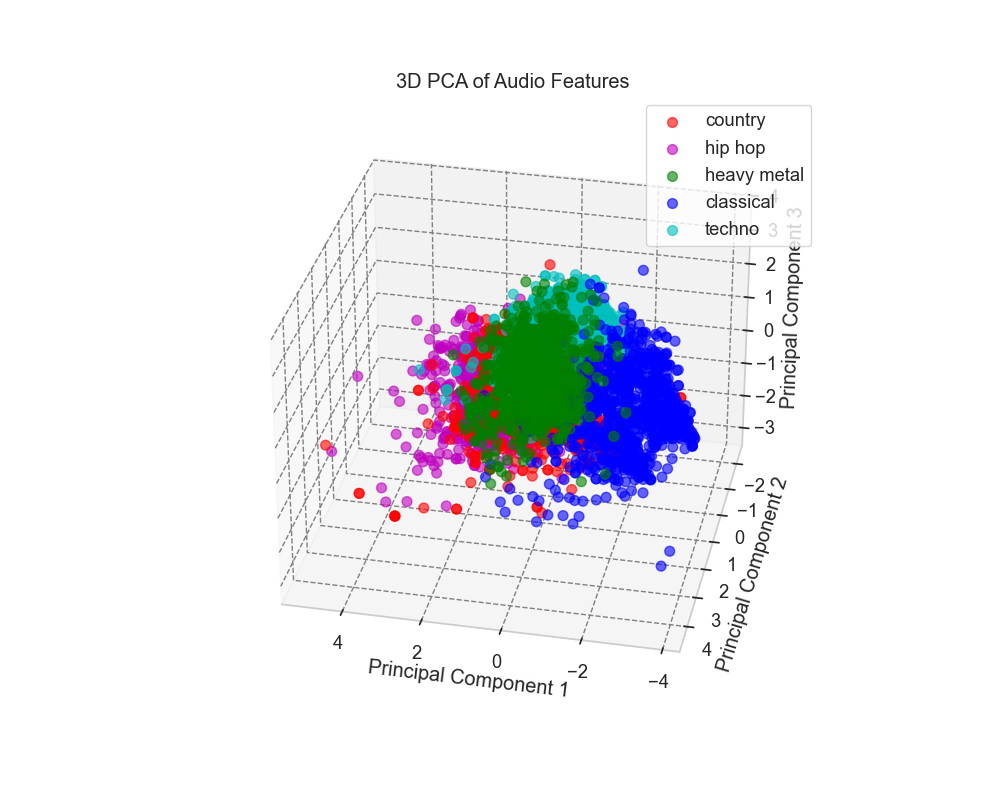 3D PCA of Audio Features
country
hip hop
heavy metal
classical
techno
4
3
2
1
0
−1
−2
−3
Principal Component 3
−2
−1
0
1
2
3
4
Principal Component 2
4
2
0
−2
−4
Principal Component 1